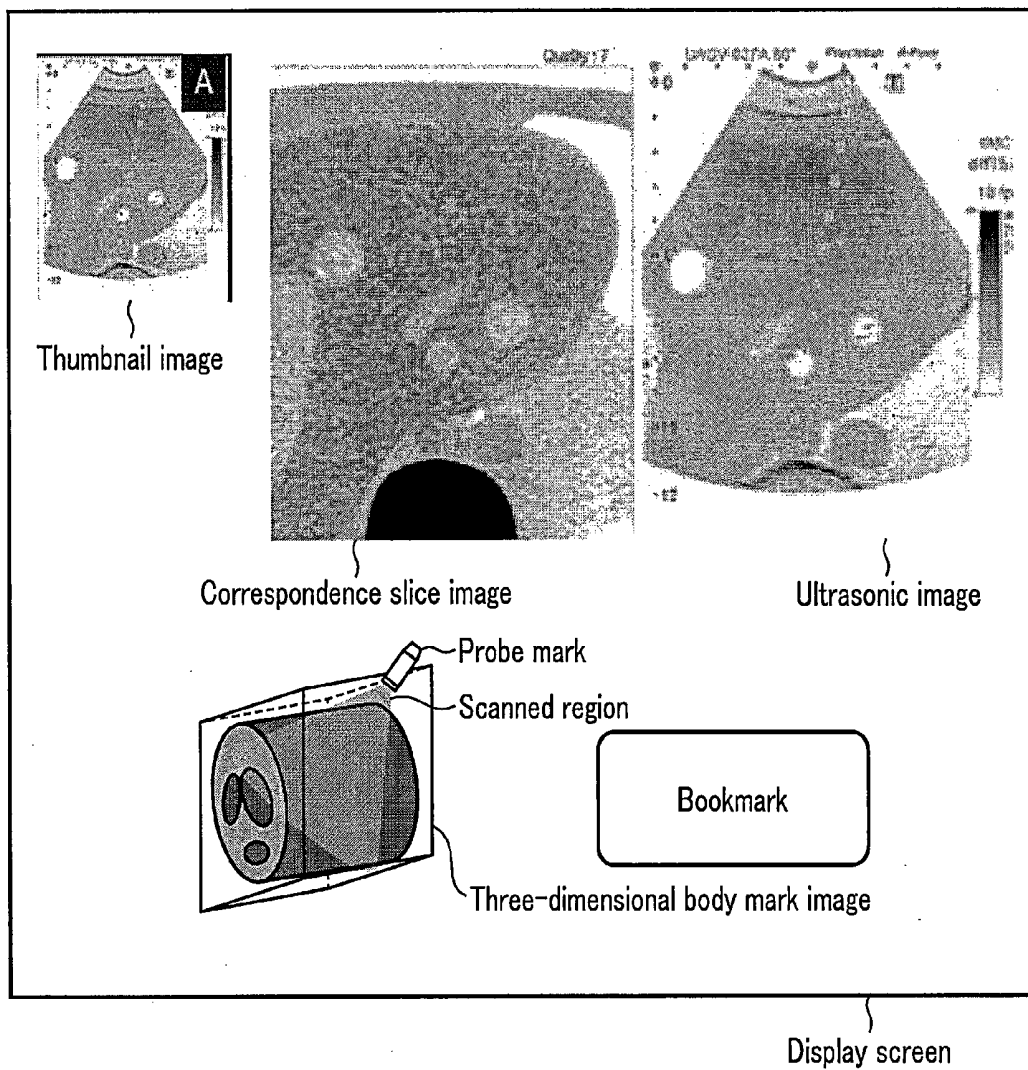 A
Thumbnail image
Correspondence slice image
Ultrasonic image
Probe mark
Scanned region
Bookmark
Three-dimensional body mark image
Display screen